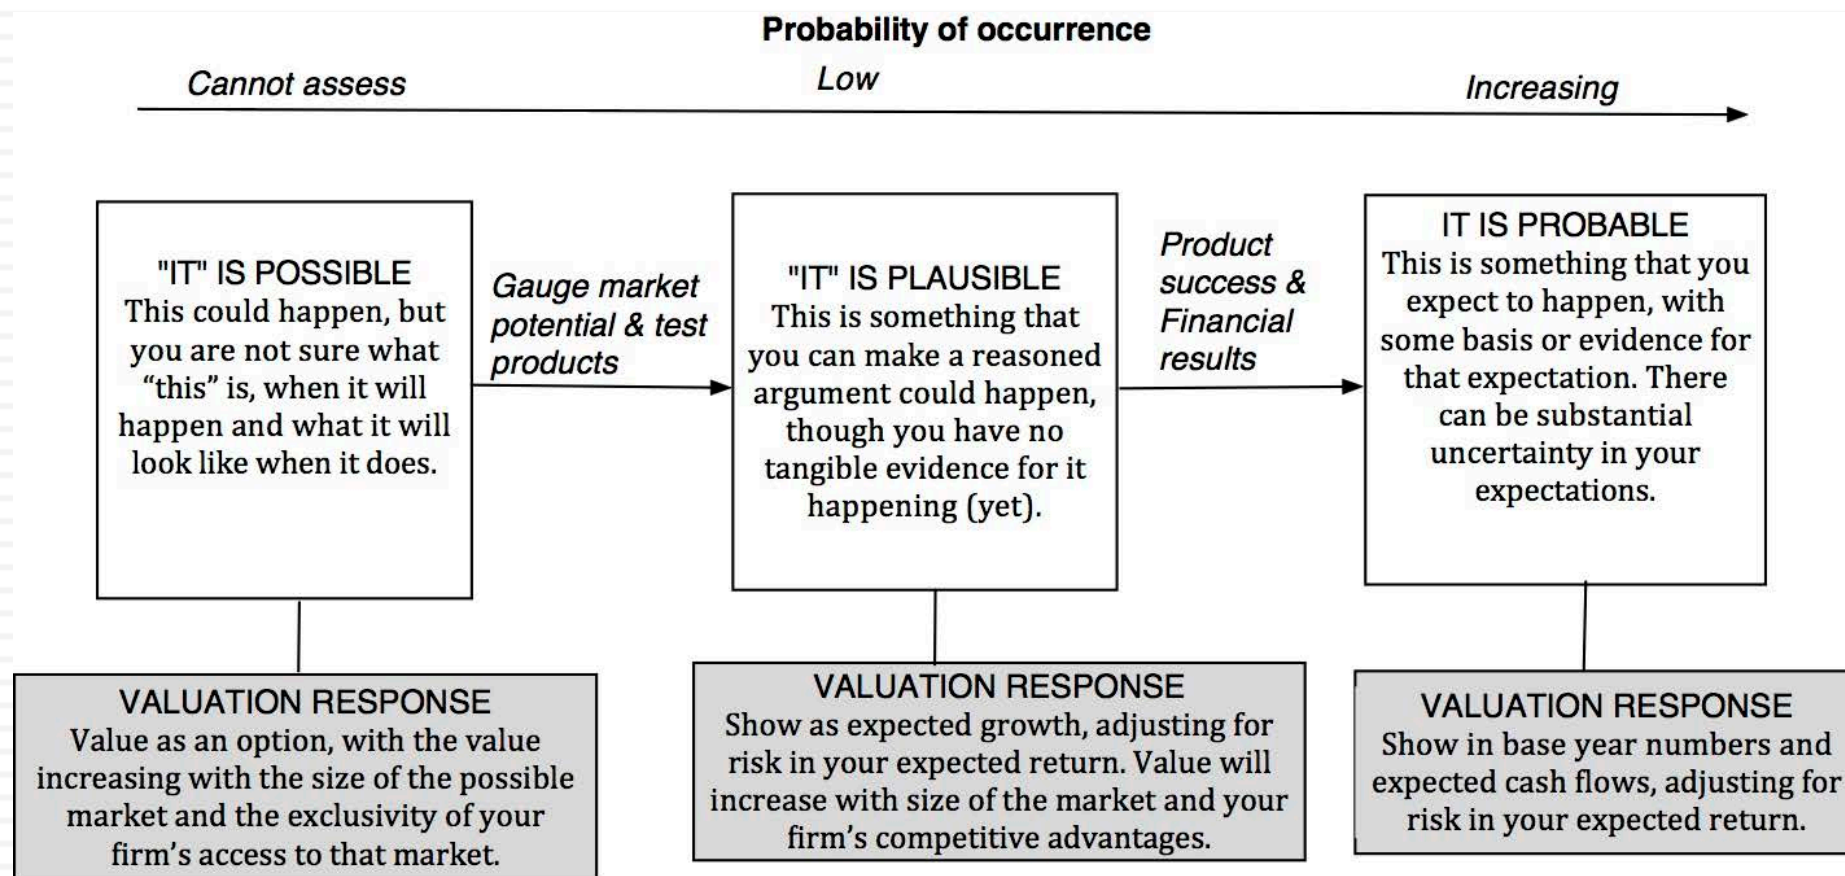 Probability of occurrence
Cannot assess
Low
Increasing
"IT" IS POSSIBLE
This could happen, but
you are not sure what
“this” is, when it will
happen and what it will
look like when it does.
Gauge market
potential & test
products
"IT" IS PLAUSIBLE
This is something that
you can make a reasoned
argument could happen,
though you have no
tangible evidence for it
happening (yet).
Product
success &
Financial
results
IT IS PROBABLE
This is something that you
expect to happen, with
some basis or evidence for
that expectation. There
can be substantial
uncertainty in your
expectations.
VALUATION RESPONSE
Value as an option, with the value
increasing with the size of the possible
market and the exclusivity of your
firm’s access to that market.
VALUATION RESPONSE
Show as expected growth, adjusting for
risk in your expected return. Value will
increase with size of the market and your
firm’s competitive advantages.
VALUATION RESPONSE
Show in base year numbers and
expected cash flows, adjusting for
risk in your expected return.